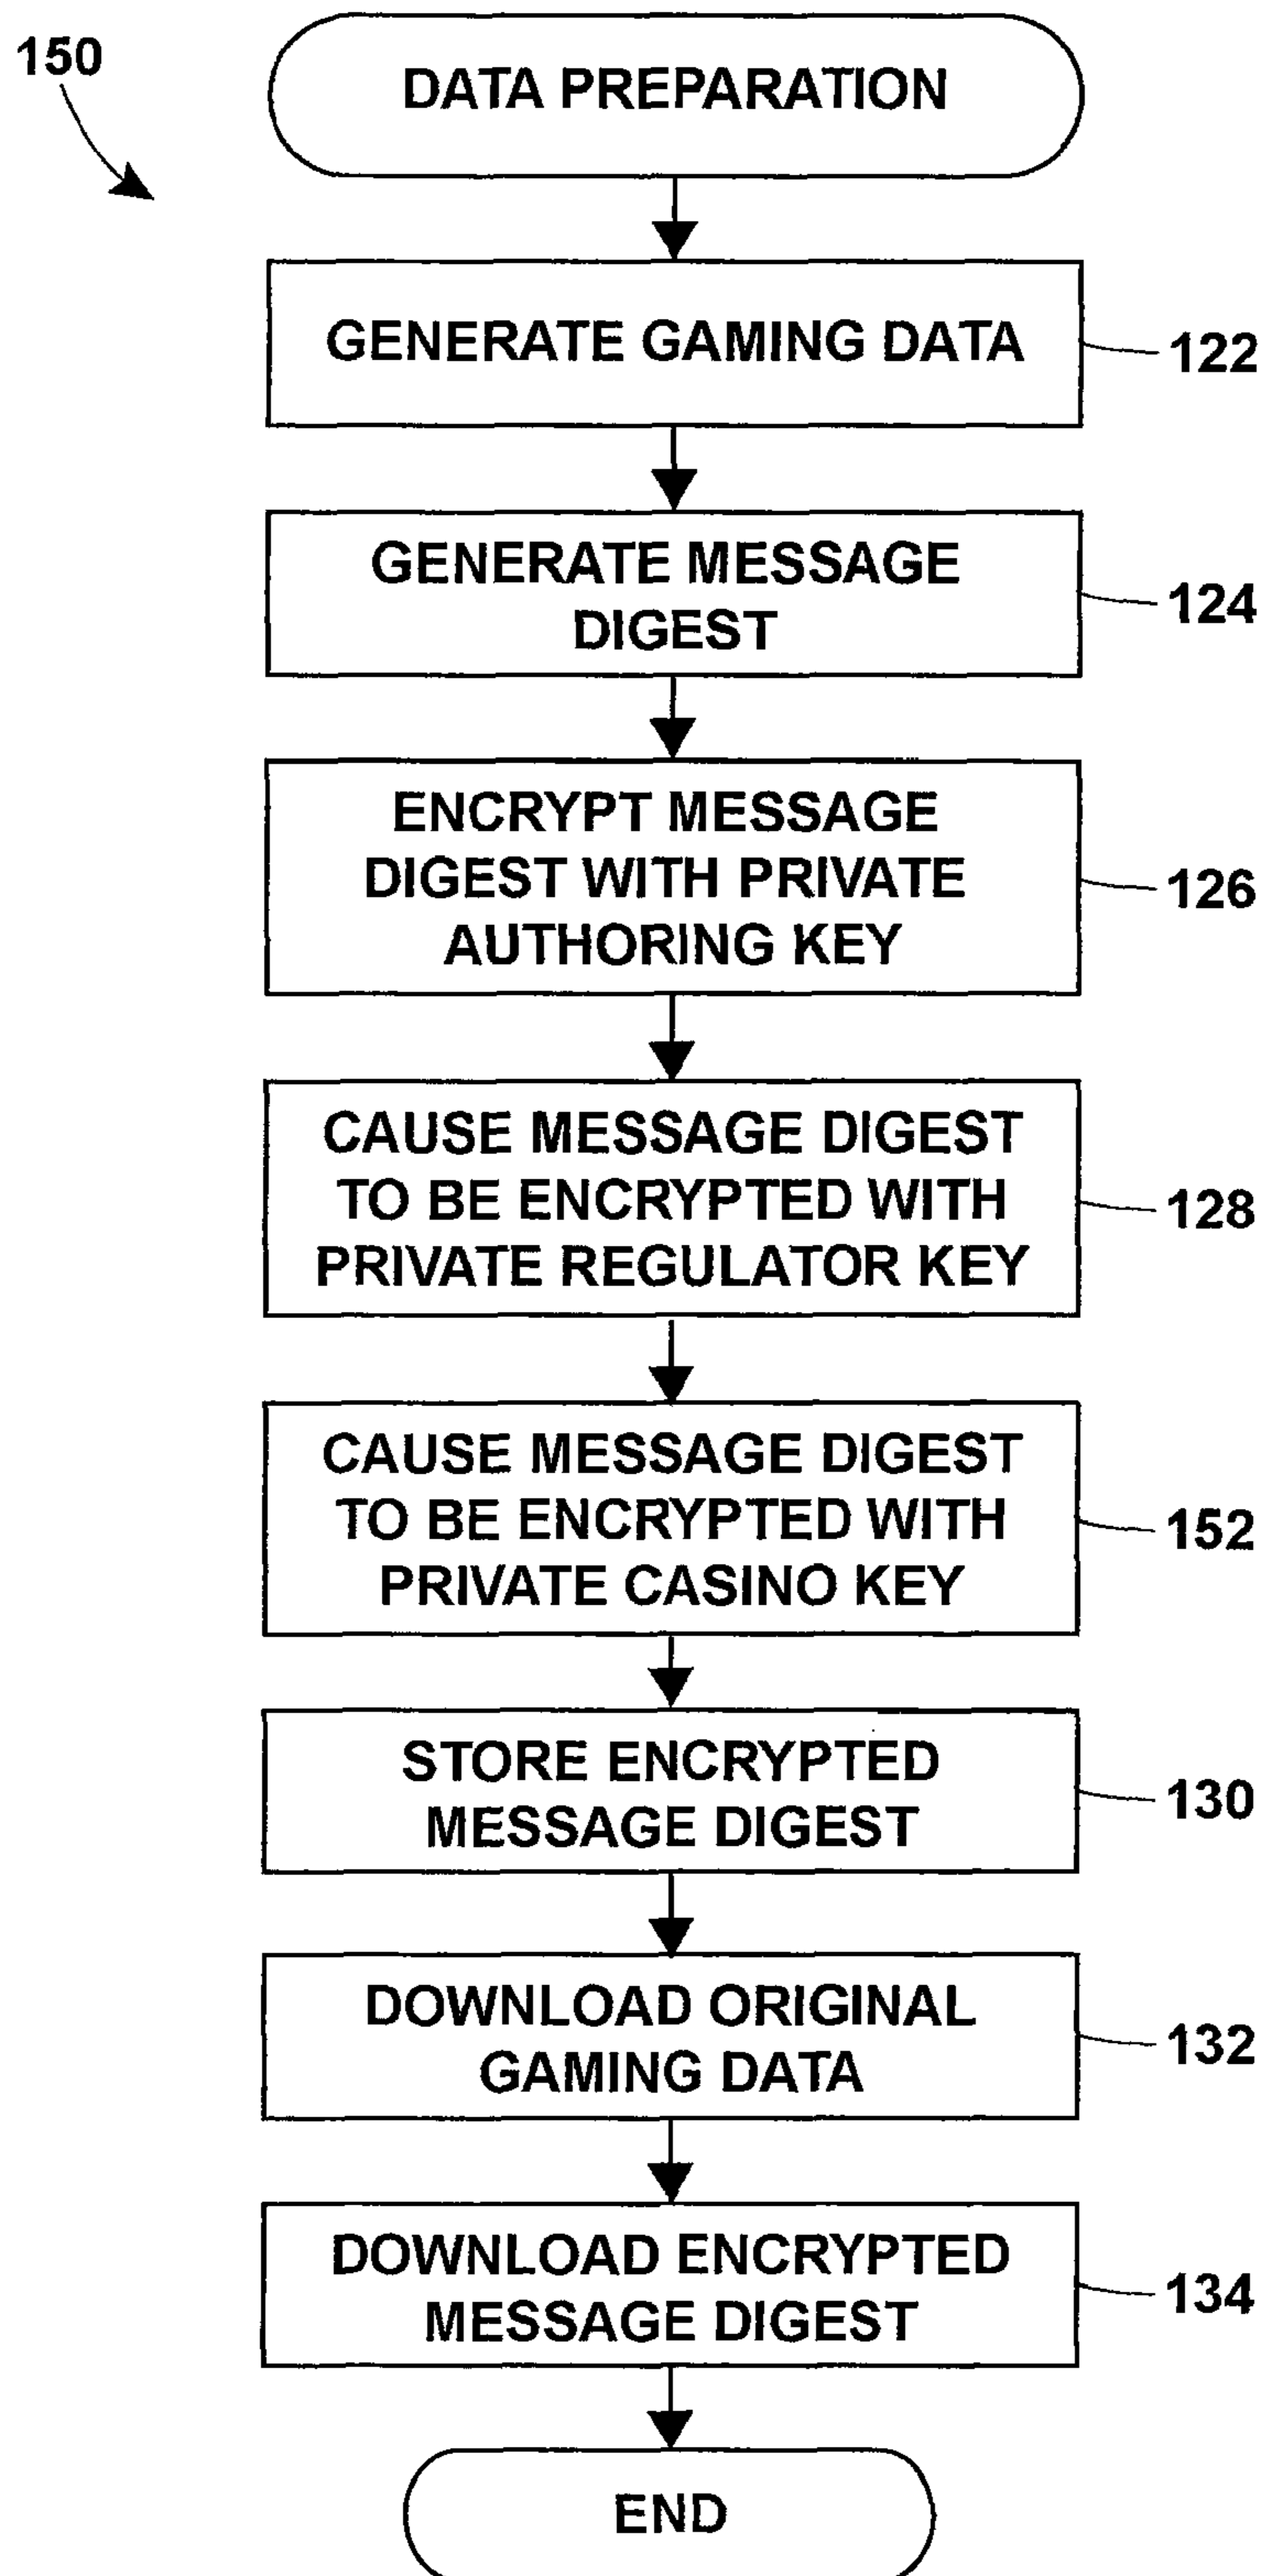 150
DATA PREPARATION
GENERATE GAMING DATA
122
GENERATE MESSAGE
DIGEST
124
ENCRYPT MESSAGE
DIGEST WITH PRIVATE
AUTHORING KEY
126
CAUSE MESSAGE DIGEST
TO BE ENCRYPTED WITH
PRIVATE REGULATOR KEY
128
CAUSE MESSAGE DIGEST
TO BE ENCRYPTED WITH
PRIVATE CASINO KEY
152
STORE ENCRYPTED
MESSAGE DIGEST
130
DOWNLOAD ORIGINAL
GAMING DATA
132
DOWNLOAD ENCRYPTED
MESSAGE DIGEST
134
END